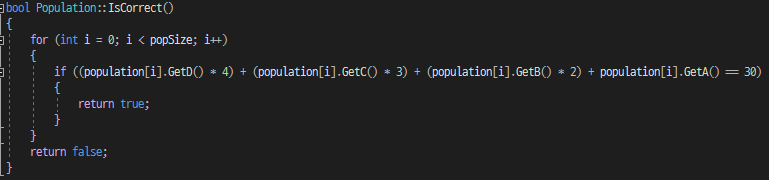 bool Population::IsCorrect()
{
for (int i = 0; i < popSize; i++)
{
if ((population[i].GetD() * 4) + (population[i].GetC() * 3) + (population[i].GetB() * 2) + population[i].GetA() == 30)
{
return true;
}
}
return false;
}